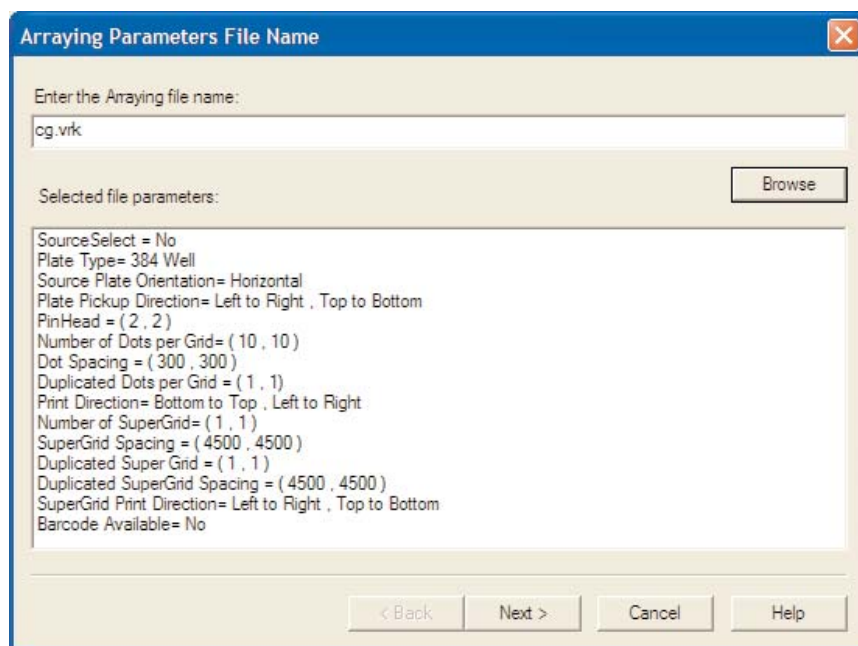 Arraying Parameters File Name
Enter the Arraying file name:
cg.vrk
Browse
Selected file parameters:
SourceSelect = No
Plate Type= 384 Well
Source Plate Orientation= Horizontal
Plate Pickup Direction= Left to Right , Top to Bottom
PinHead = ( 2 , 2 )
Number of Dots per Grid= ( 10 , 10 )
Dot Spacing = ( 300 , 300 )
Duplicated Dots per Grid = ( 1 , 1)
Print Direction= Bottom to Top , Left to Right
Number of SuperGrid= ( 1 , 1 )
SuperGrid Spacing = ( 4500 , 4500 )
Duplicated Super Grid = ( 1 , 1 )
Duplicated SuperGrid Spacing = ( 4500 , 4500 )
SuperGrid Print Direction= Left to Right , Top to Bottom
Barcode Available= No
< Back
Next >
Cancel
Help